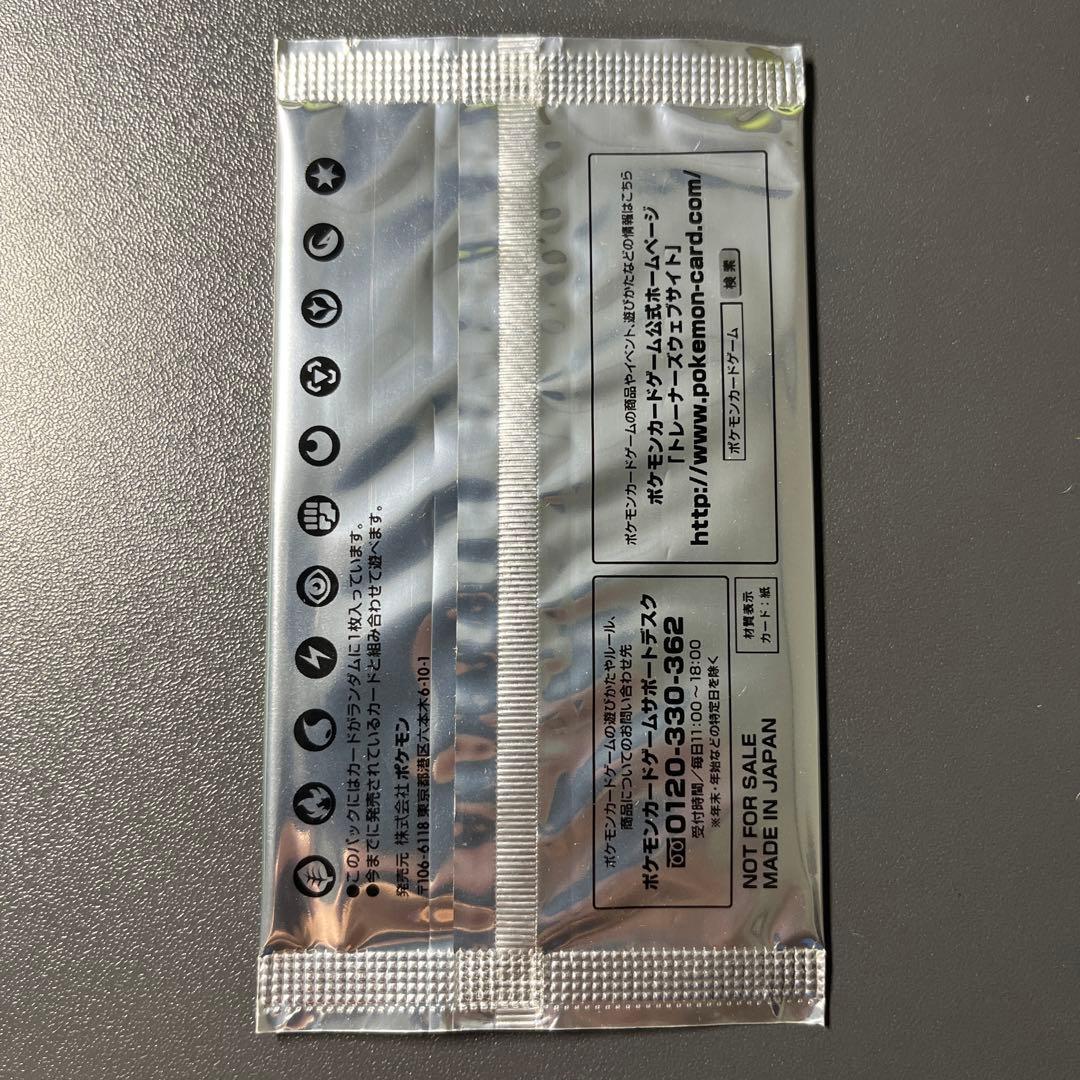 ●このパックにはカードがランダムに1枚入っています。
●今までに発売されているカードと組み合わせて遊べます。
発売元 株式会社ポケモン
〒106-6118 東京都港区六本木6-10-1
ポケモンカードゲームの遊びかたやルール、
商品についてのお問い合わせ先
ポケモンカードゲームサポートデスク
0120-330-362
受付時間/毎日11:00～18:00
※年末・年始などの特定日を除く
NOT FOR SALE
MADE IN JAPAN
ポケモンカードゲームの商品やイベント、遊びかたなどの情報はこちら
ポケモンカードゲーム公式ホームページ
「トレーナーズウェブサイト」
http://www.pokemon-card.com/
ポケモンカードゲーム 検索
材質表示
カード:紙